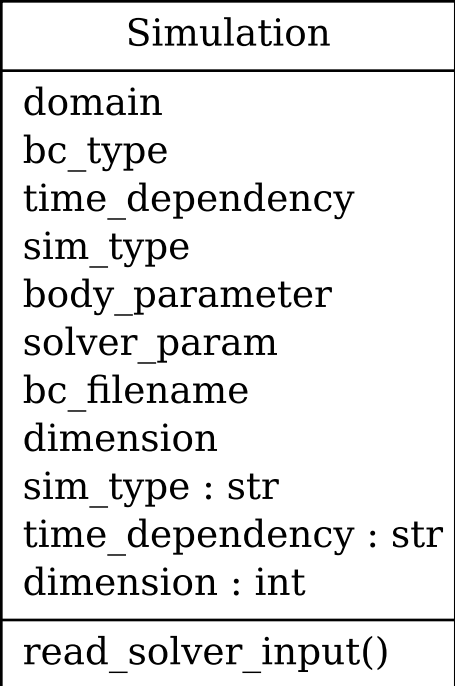 Simulation
domain
bc_type
time_dependency
sim_type
body_parameter
solver_param
bc_filename
dimension
sim_type : str
time_dependency : str
dimension : int
read_solver_input()